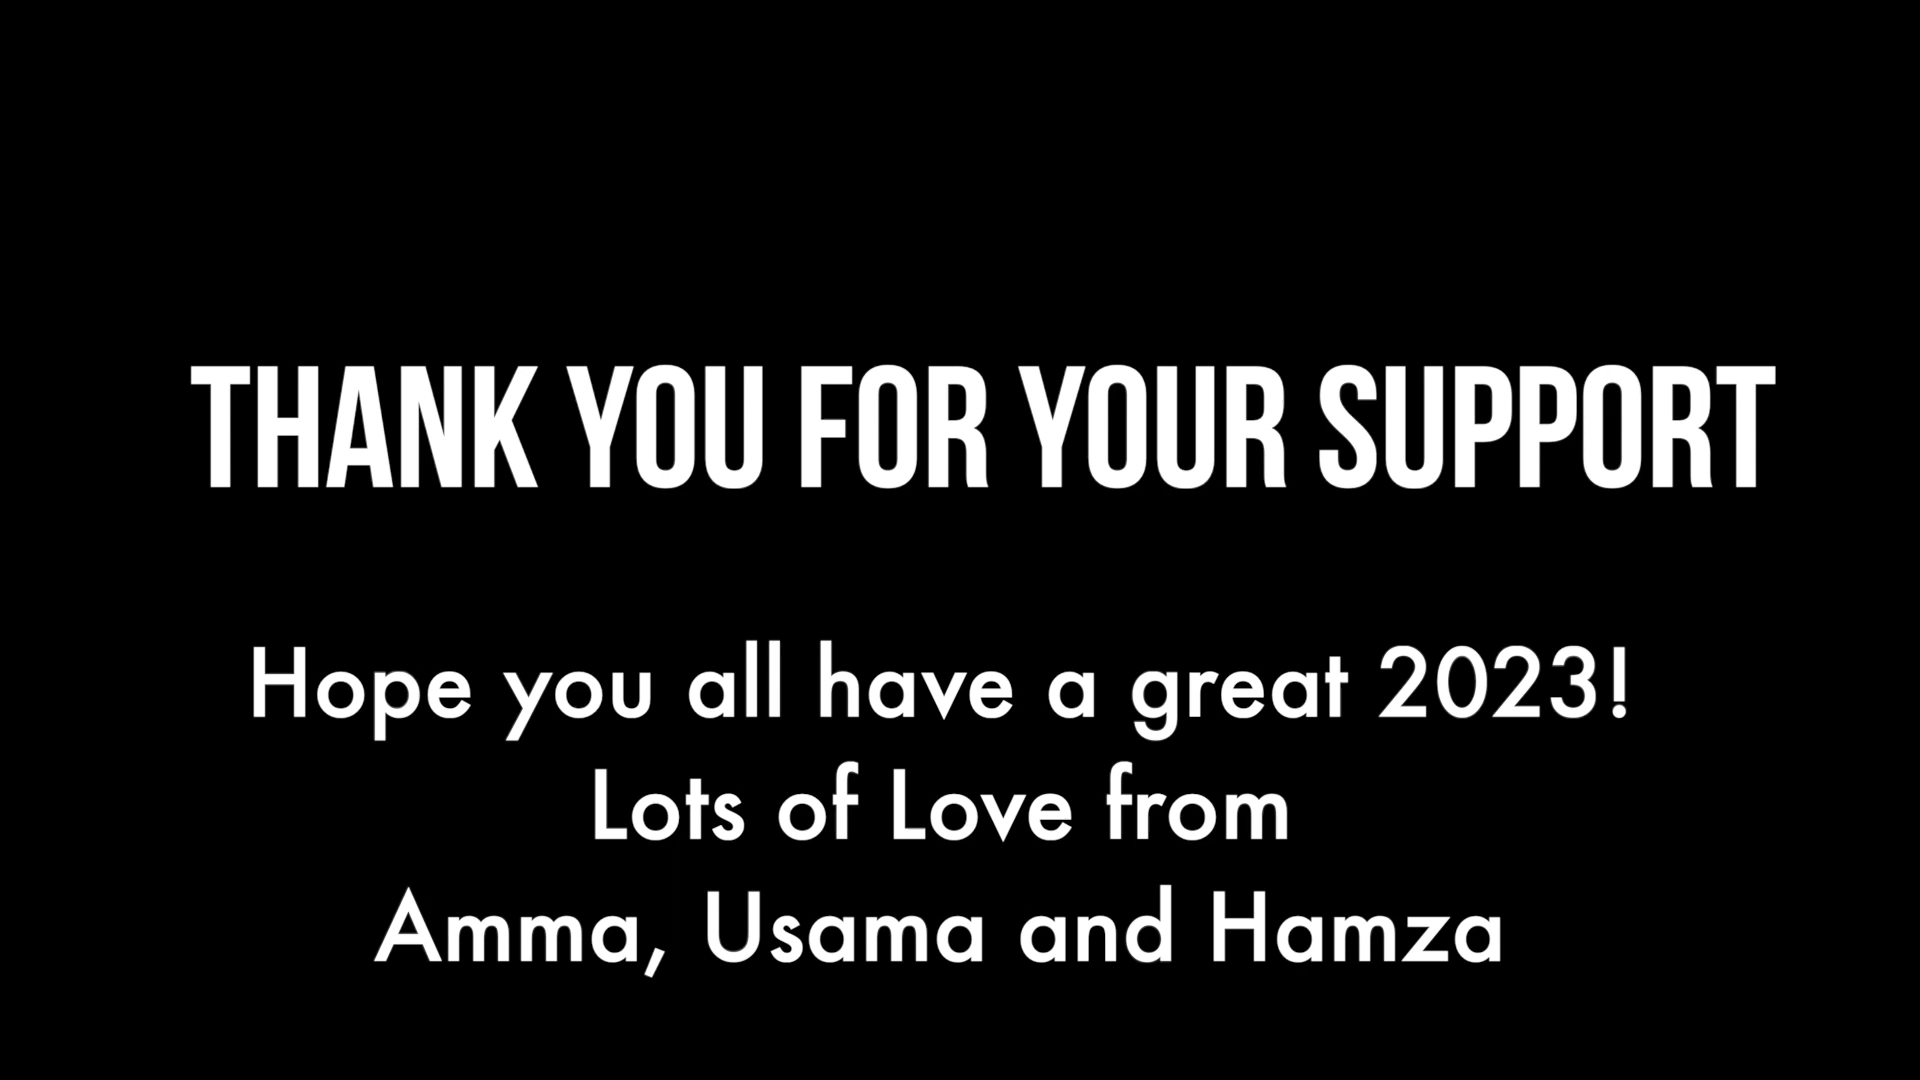 THANK YOU FOR YOUR SUPPORT
Hope you all have a great 2023!
Lots of Love from
Amma, Usama and Hamza